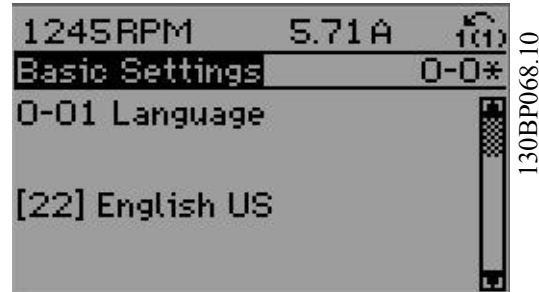 1245RPM 5.71A 1(1)
Basic Settings 0-0*
0-01 Language
[22] English US
130BP068.10